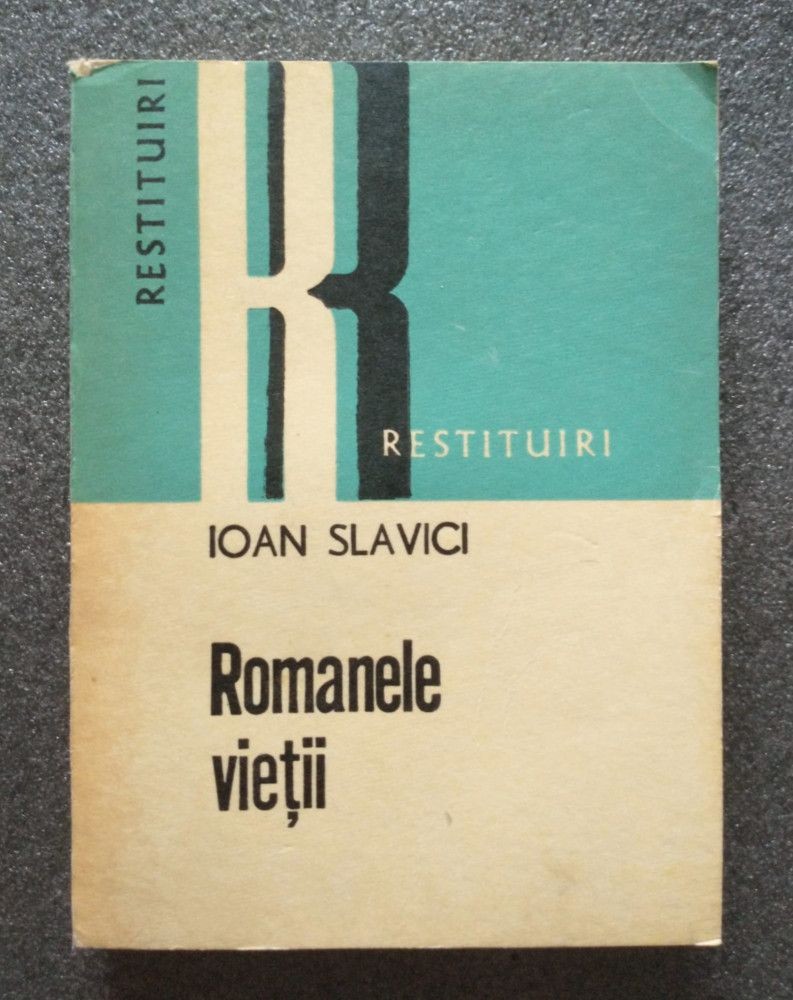 RESTITUIRI
RESTITUIRI
IOAN SLAVICI
Romanele
vieții